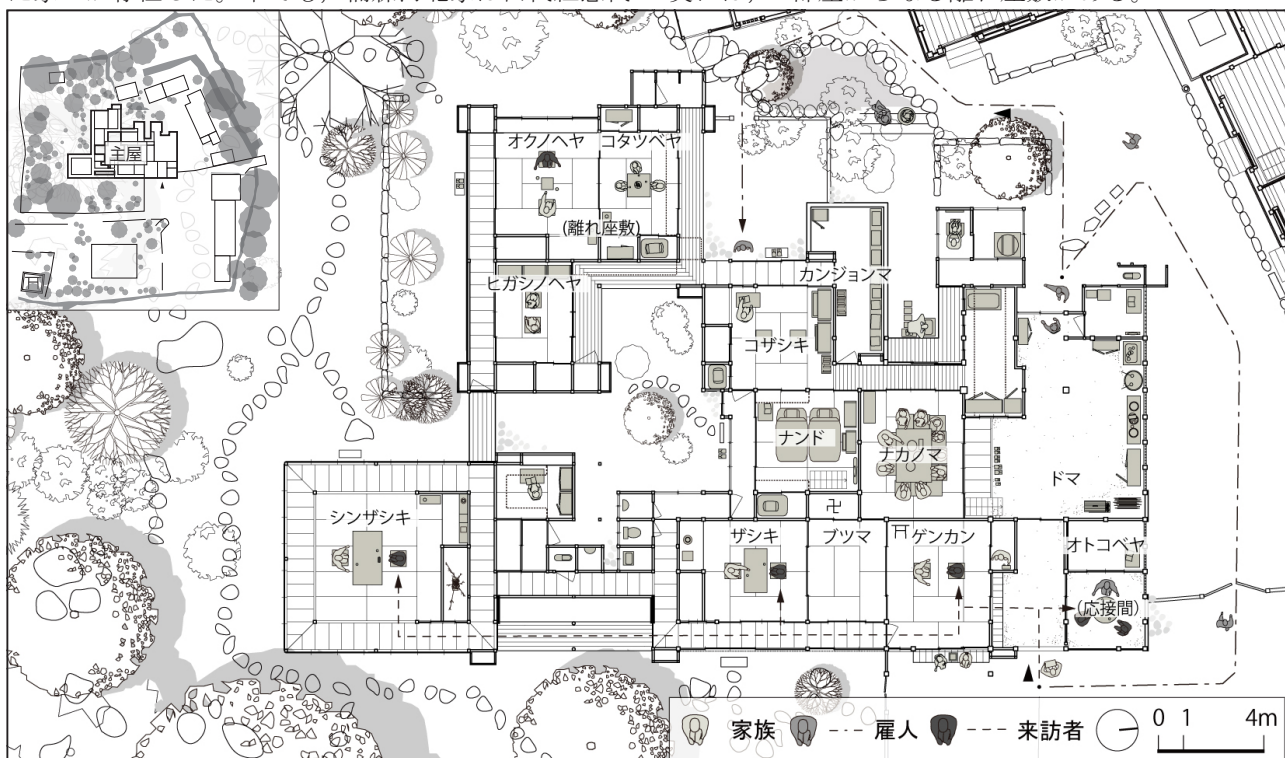 主屋
オクノヘヤ
コタツベヤ
(離れ座敷)
ヒガシノヘヤ
カンジョンマ
コザシキ
ナンド
ナカノマ
ドマ
シンザシキ
ザシキ
ブツマ
卍
ゲンカン
オトコベヤ
(応接間)
家族
雇人
来訪者
0 1 4m